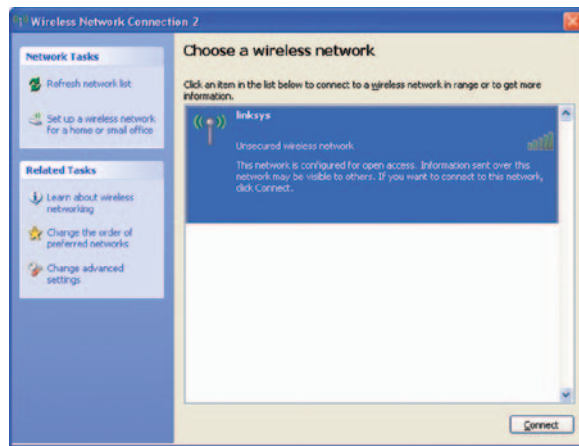 Wireless Network Connection 2
Network Tasks
Refresh network list
Set up a wireless network
for a home or small office
Related Tasks
Learn about wireless
networking
Change the order of
preferred networks
Change advanced
settings
Choose a wireless network
Click an item in the list below to connect to a wireless network in range or to get more
information.
linksys
Unsecured wireless network
This network is configured for open access. Information sent over this
network may be visible to others. If you want to connect to this network,
click Connect.
Connect